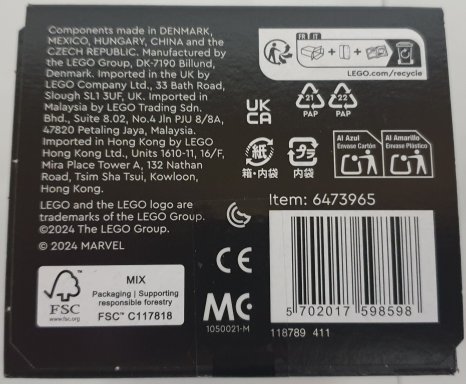 Components made in DENMARK,
MEXICO, HUNGARY, CHINA and the
CZECH REPUBLIC. Manufactured by
the LEGO Group, DK-7190 Billund,
Denmark. Imported in the UK by
LEGO Company Ltd., 33 Bath Road,
Slough SL1 3UF, UK. Imported in
Malaysia by LEGO Trading Sdn.
Bhd., Suite 8.02, No.4 Jln PJU 8/8A,
47820 Petaling Jaya, Malaysia.
Imported in Hong Kong by LEGO
Hong Kong Ltd., Units 1610-11, 16/F,
Mira Place Tower A, 132 Nathan
Road, Tsim Sha Tsui, Kowloon,
Hong Kong.
LEGO and the LEGO logo are
trademarks of the LEGO Group.
©2024 The LEGO Group.
© 2024 MARVEL
FSC
www.fsc.org
MIX
Packaging | Supporting
responsible forestry
FSC™ C117818
FR IT
LEGO.com/recycle
UK
CA
21
PAP
22
PAP
紙
箱・内袋
プラ
内袋
Al Azul
Envase Cartón
Al Amarillo
Envase Plástico
Item: 6473965
CE
MC
1050021-M
5 702017 598598
118789 411